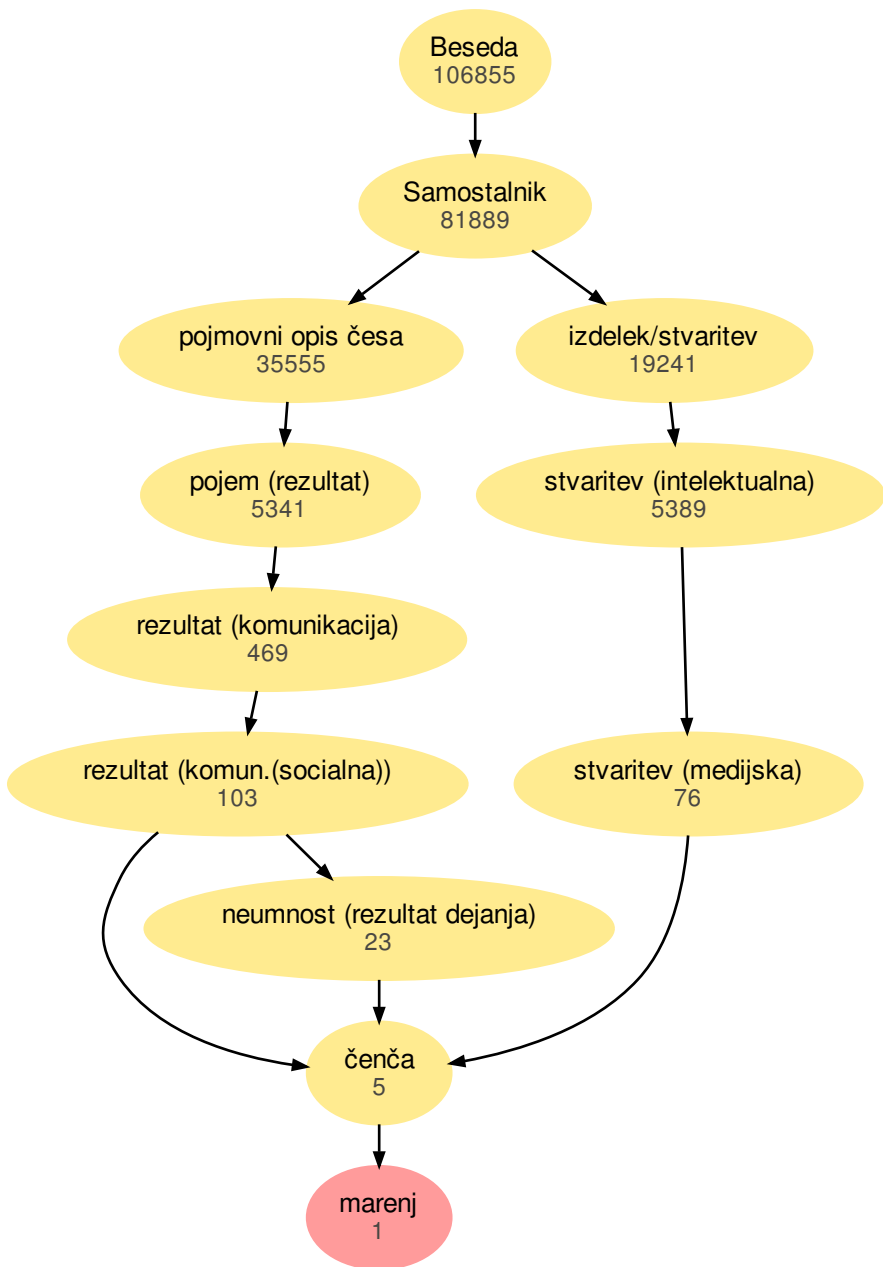 Beseda
106855
Samostalnik
81889
pojmovni opis česa
35555
izdelek/stvaritev
19241
pojem (rezultat)
5341
stvaritev (intelektualna)
5389
rezultat (komunikacija)
469
rezultat (komun.(socialna))
103
stvaritev (medijska)
76
neumnost (rezultat dejanja)
23
čenča
5
marenj
1